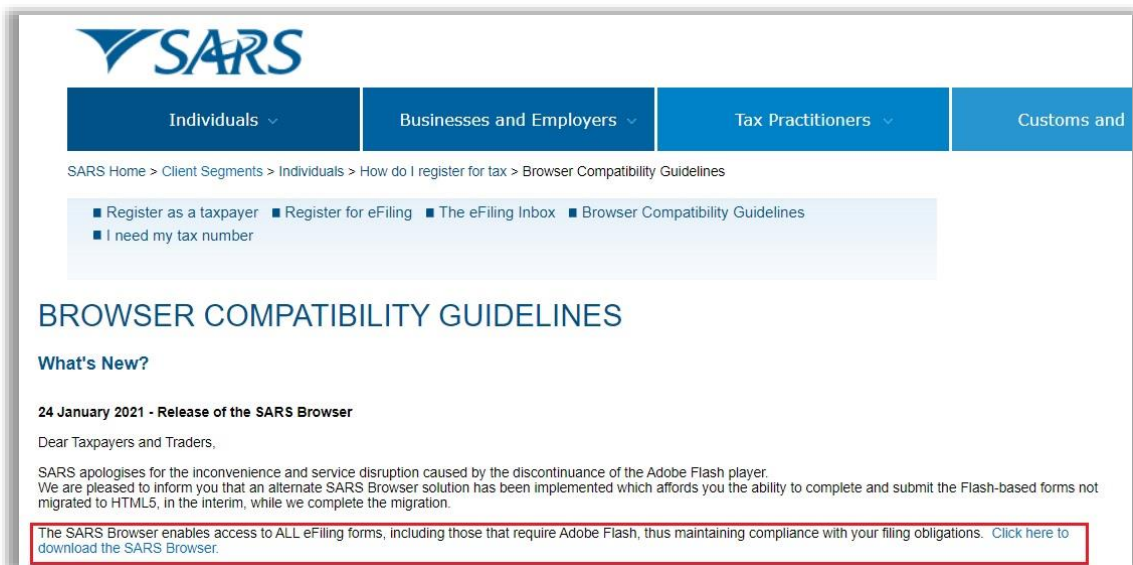 SARS
Individuals
Businesses and Employers
Tax Practitioners
Customs and
SARS Home > Client Segments > Individuals > How do I register for tax > Browser Compatibility Guidelines
Register as a taxpayer Register for eFiling The eFiling Inbox Browser Compatibility Guidelines
I need my tax number
BROWSER COMPATIBILITY GUIDELINES
What's New?
24 January 2021 - Release of the SARS Browser
Dear Taxpayers and Traders,
SARS apologises for the inconvenience and service disruption caused by the discontinuance of the Adobe Flash player.
We are pleased to inform you that an alternate SARS Browser solution has been implemented which affords you the ability to complete and submit the Flash-based forms not
migrated to HTML5, in the interim, while we complete the migration.
The SARS Browser enables access to ALL eFiling forms, including those that require Adobe Flash, thus maintaining compliance with your filing obligations. Click here to
download the SARS Browser.